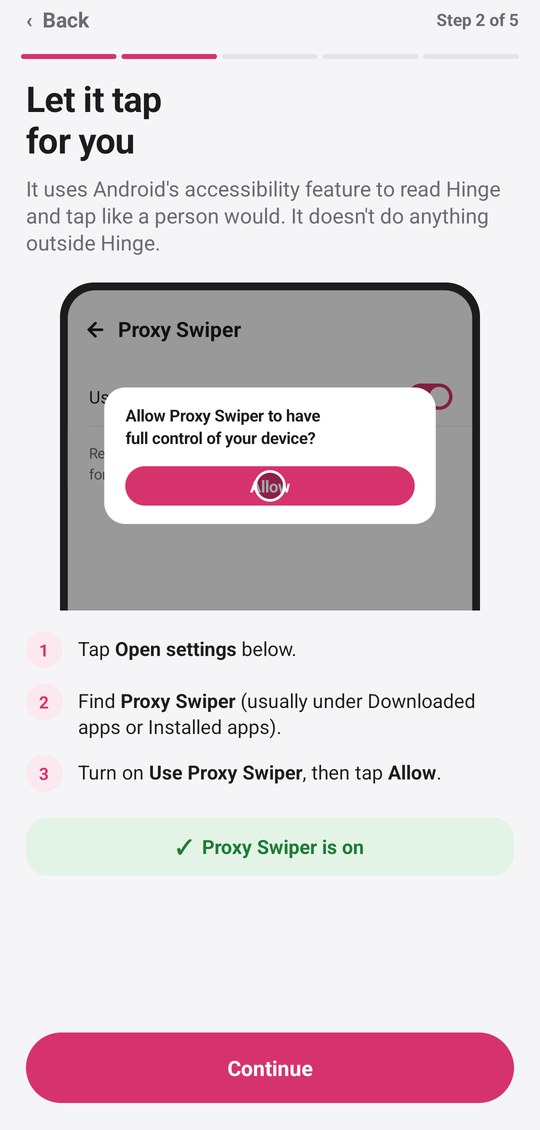 ‹ Back
Step 2 of 5
Let it tap
for you
It uses Android's accessibility feature to read Hinge
and tap like a person would. It doesn't do anything
outside Hinge.
Proxy Swiper
Us
Allow Proxy Swiper to have
full control of your device?
Re
for
Allow
1 Tap Open settings below.
2 Find Proxy Swiper (usually under Downloaded
apps or Installed apps).
3 Turn on Use Proxy Swiper, then tap Allow.
✓ Proxy Swiper is on
Continue